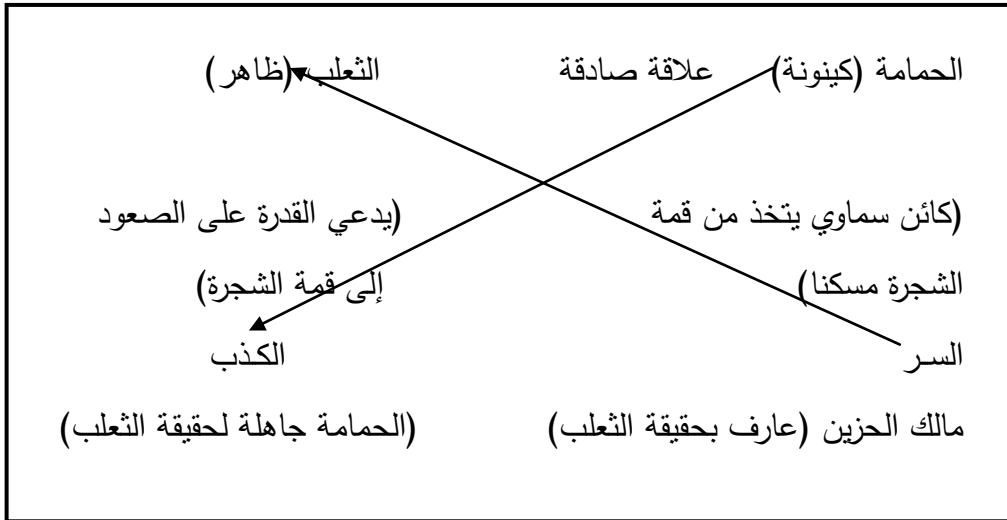 الحمامة (كينونة) علاقة صادقة الثعلب (ظاهر)
(كائن سماوي يتخذ من قمة (يدعي القدرة على الصعود
الشجرة مسكنا) إلى قمة الشجرة)
السر الكذب
مالك الحزين (عارف بحقيقة الثعلب) (الحمامة جاهلة لحقيقة الثعلب)